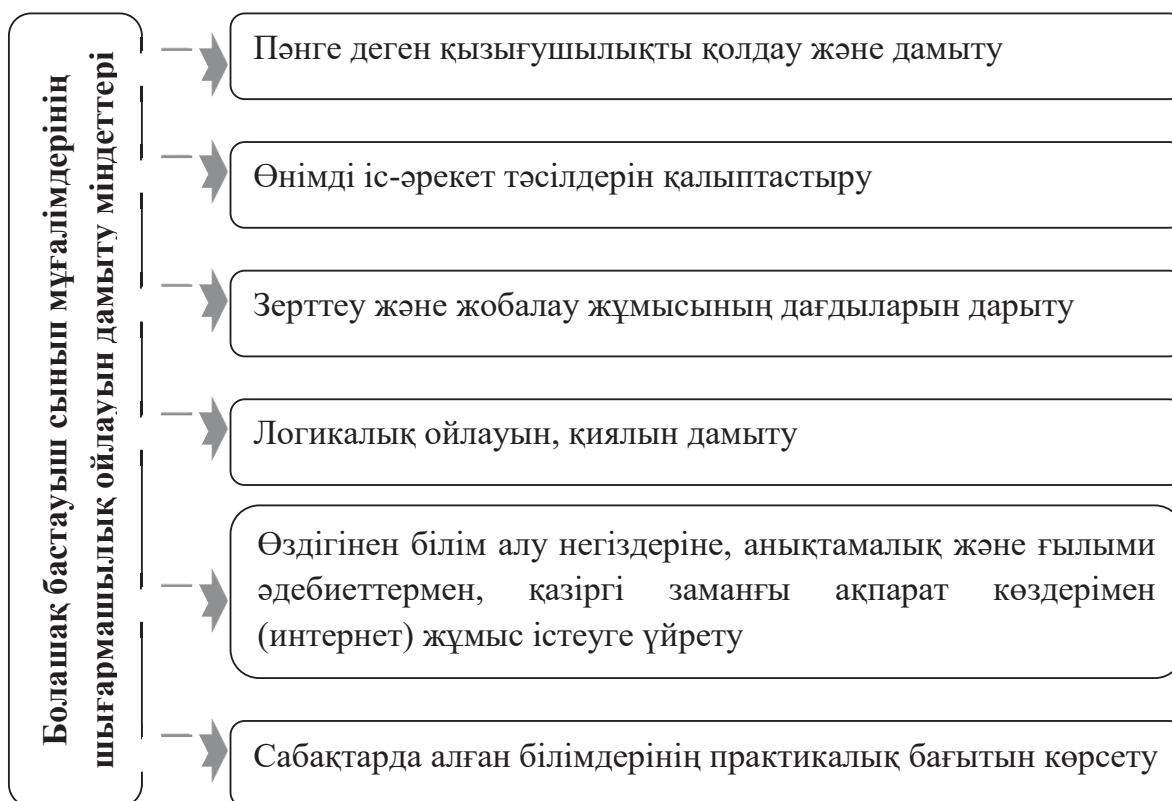 Болашақ бастауыш сынып мұғалімдерінің
шығармашылық ойлауын дамыту міндеттері
Пәнге деген қызығушылықты қолдау және дамыту
Өнімді іс-әрекет тәсілдерін қалыптастыру
Зерттеу және жобалау жұмысының дағдыларын дарыту
Логикалық ойлауын, қиялын дамыту
Өздігінен білім алу негіздеріне, анықтамалық және ғылыми
әдебиеттермен, қазіргі заманғы ақпарат көздерімен
(интернет) жұмыс істеуге үйрету
Сабақтарда алған білімдерінің практикалық бағытын көрсету